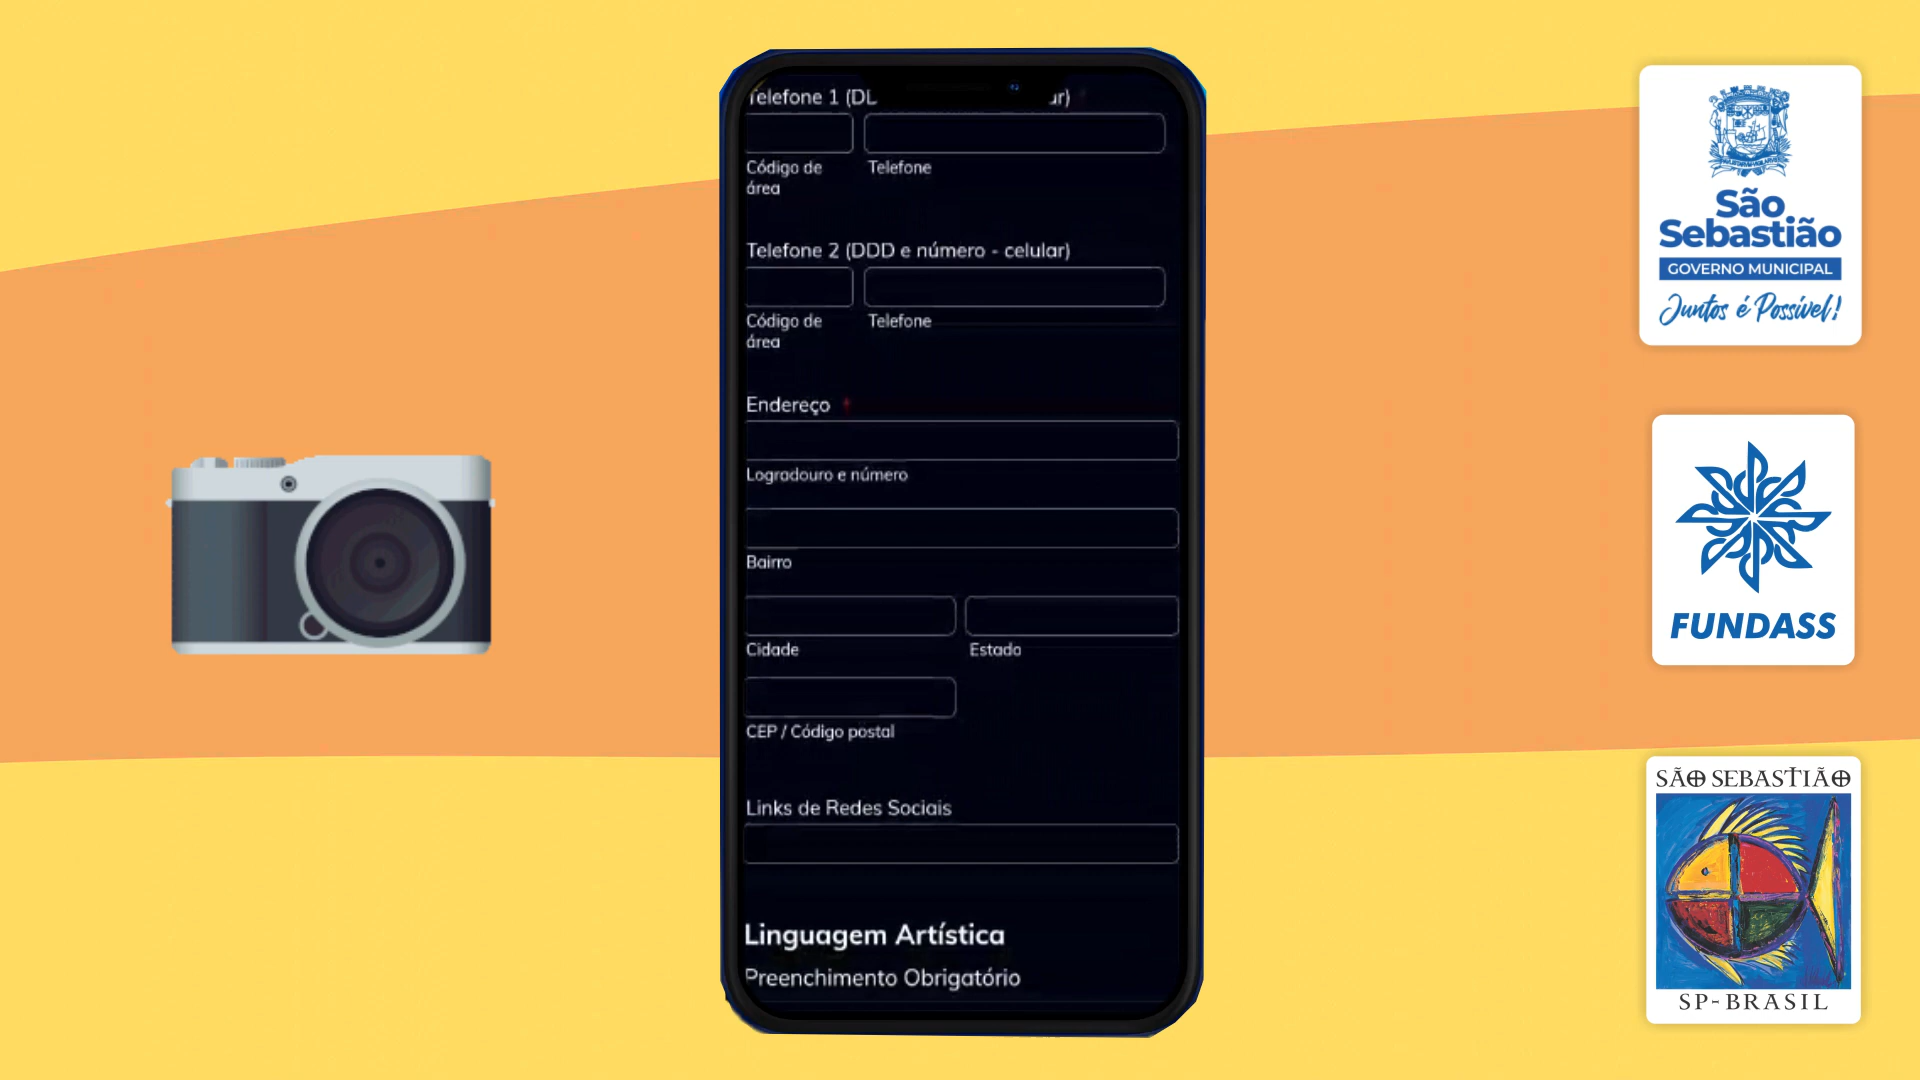 Telefone 1 (DD
ar)
Código de
área
Telefone
Telefone 2 (DDD e número - celular)
Código de
área
Telefone
Endereço *
Logradouro e número
Bairro
Cidade
Estado
CEP / Código postal
Links de Redes Sociais
Linguagem Artística
Preenchimento Obrigatório
São
Sebastião
GOVERNO MUNICIPAL
Juntos é Possível!
FUNDASS
SÃO SEBASTIÃO
SP-BRASIL